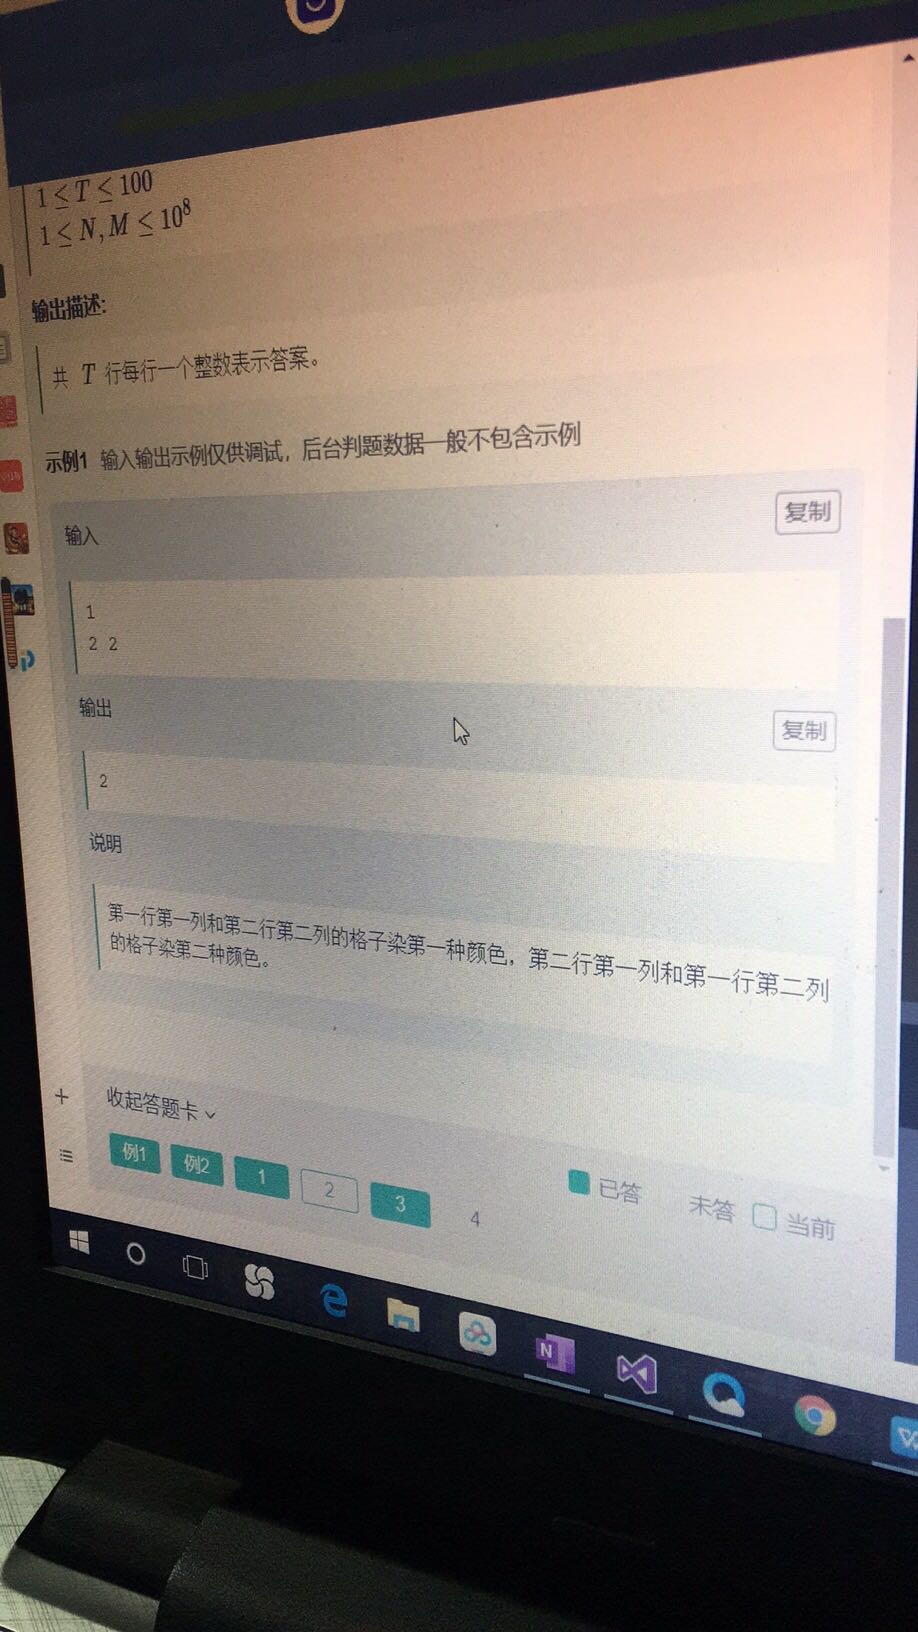 1 ≤ T ≤ 100
1 ≤ N, M ≤ 10⁸
输出描述:
共 T 行每行一个整数表示答案。
示例1 输入输出示例仅供调试，后台判题数据一般不包含示例
输入
复制
1
2 2
输出
复制
2
说明
第一行第一列和第二行第二列的格子染第一种颜色，第二行第一列和第一行第二列
的格子染第二种颜色。
收起答题卡
例1 例2 1 2 3 4
已答 未答 当前
N